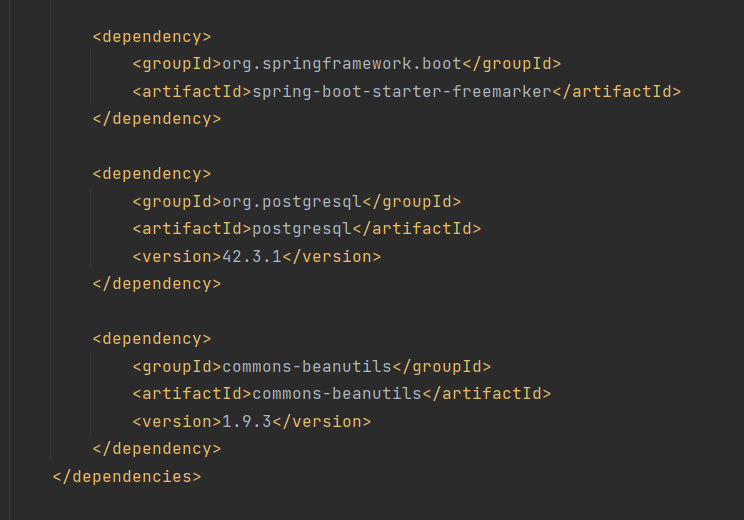 <dependency>
<groupId>org.springframework.boot</groupId>
<artifactId>spring-boot-starter-freemarker</artifactId>
</dependency>
<dependency>
<groupId>org.postgresql</groupId>
<artifactId>postgresql</artifactId>
<version>42.3.1</version>
</dependency>
<dependency>
<groupId>commons-beanutils</groupId>
<artifactId>commons-beanutils</artifactId>
<version>1.9.3</version>
</dependency>
</dependencies>